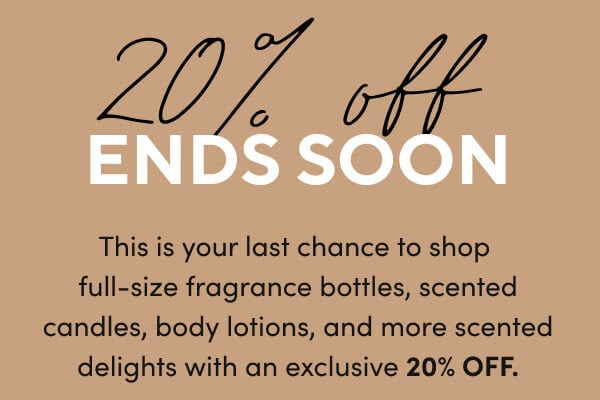 20% off
ENDS SOON
This is your last chance to shop
full-size fragrance bottles, scented
candles, body lotions, and more scented
delights with an exclusive 20% OFF.